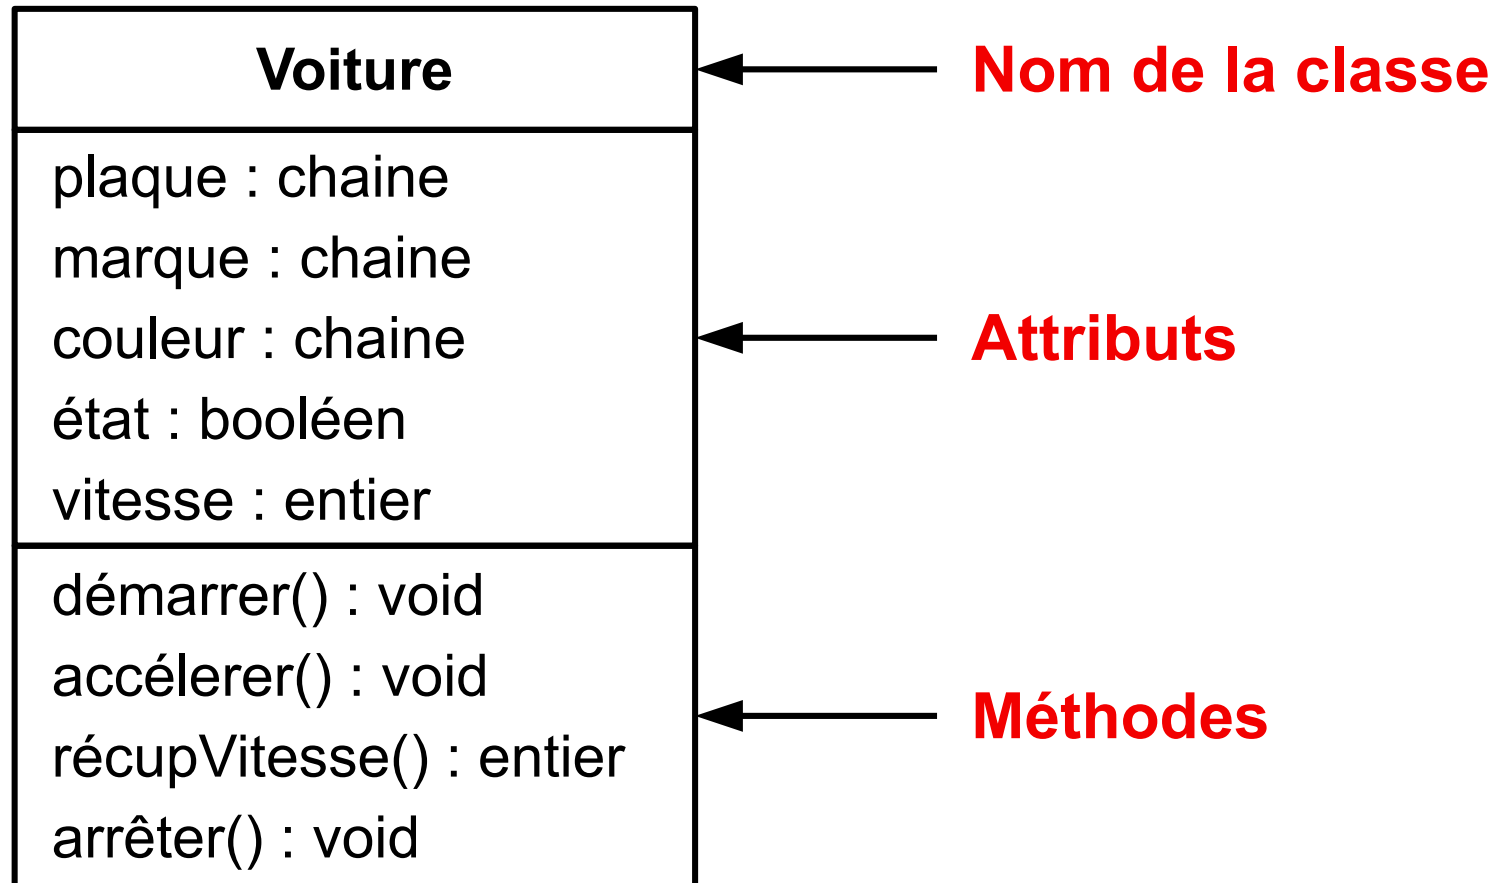 Voiture
Nom de la classe
plaque : chaine
marque : chaine
couleur : chaine
Attributs
état : booléen
vitesse : entier
démarrer() : void
accélerer() : void
Méthodes
récupVitesse() : entier
arrêter() : void